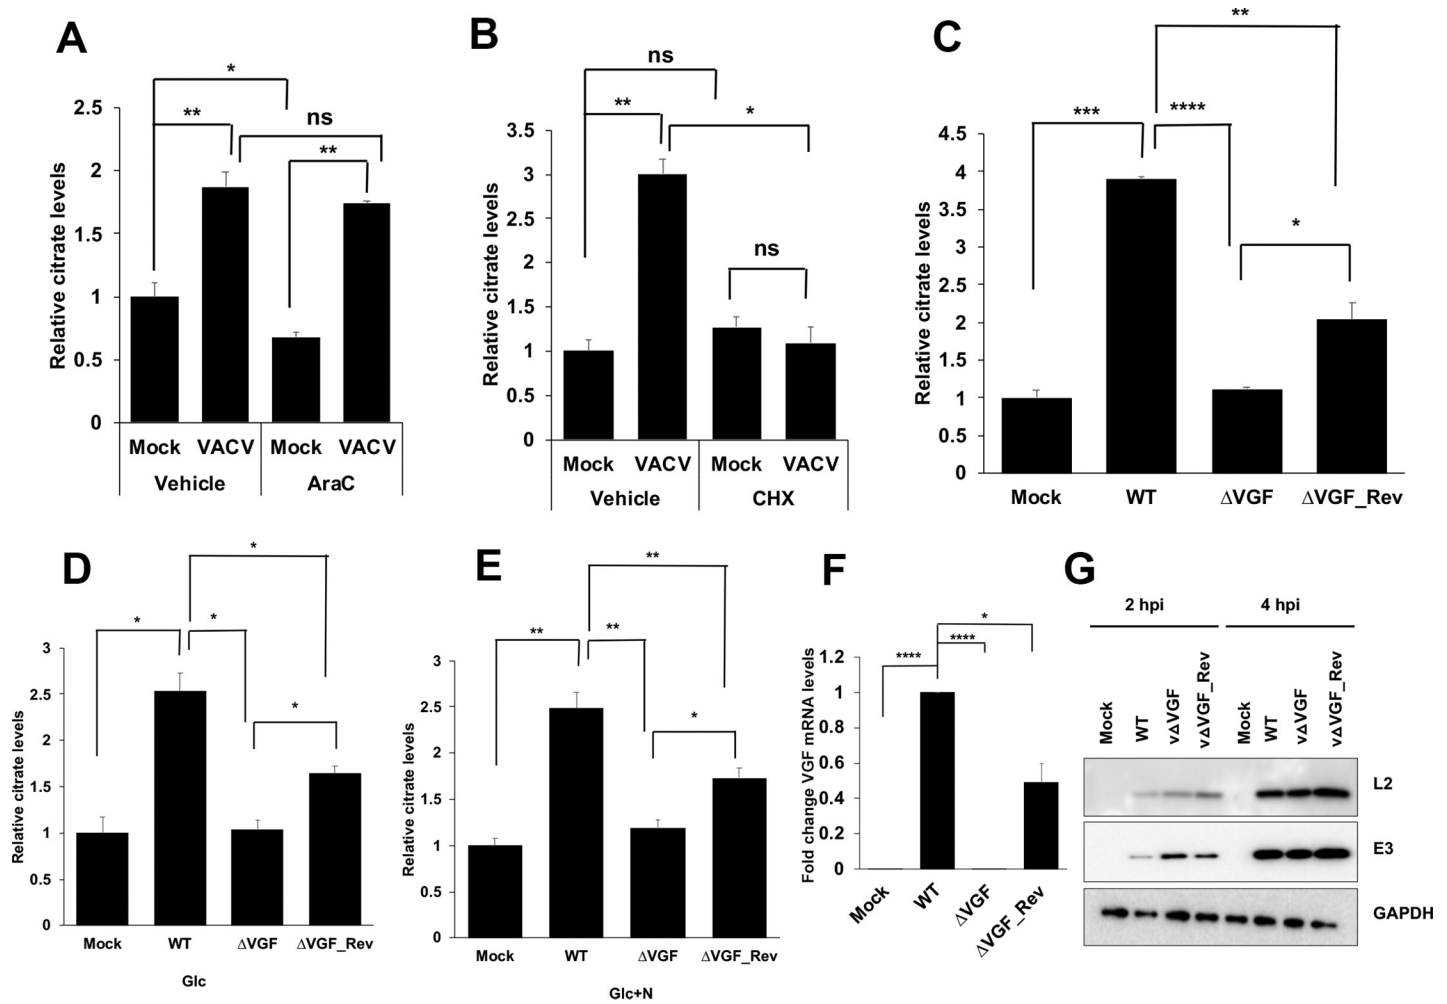 A
*
**
ns
**
Relative citrate levels
2.5
2
1.5
1
0.5
0
Mock VACV Mock VACV
Vehicle AraC
B
ns
**
*
ns
Relative citrate levels
3.5
3
2.5
2
1.5
1
0.5
0
Mock VACV Mock VACV
Vehicle CHX
C
**
*** ****
*
Relative citrate levels
4.5
4
3.5
3
2.5
2
1.5
1
0.5
0
Mock WT ΔVGF ΔVGF_Rev
D
*
* *
*
Relative citrate levels
3
2.5
2
1.5
1
0.5
0
Mock WT ΔVGF ΔVGF_Rev
Glc
E
**
** **
*
Relative citrate levels
3
2.5
2
1.5
1
0.5
0
Mock WT ΔVGF ΔVGF_Rev
Glc+N
F
*
**** ****
Fold change VGF mRNA levels
1.2
1
0.8
0.6
0.4
0.2
0
Mock WT ΔVGF ΔVGF_Rev
G
2 hpi 4 hpi
Mock WT vΔVGF vΔVGF_Rev Mock WT vΔVGF vΔVGF_Rev
L2
E3
GAPDH